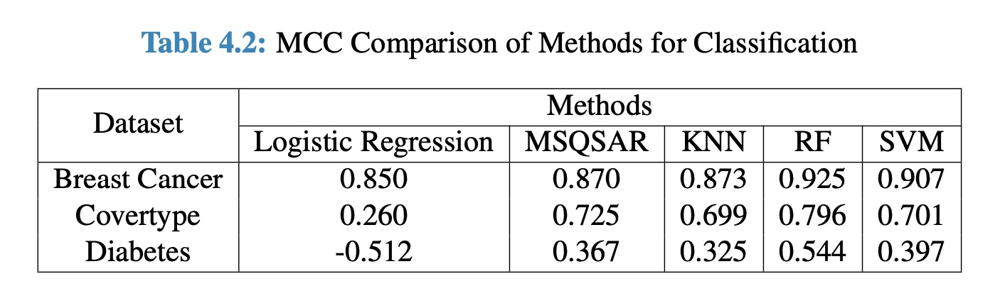 Table 4.2: MCC Comparison of Methods for Classification
Dataset
Methods
Logistic Regression MSQSAR KNN RF SVM
Breast Cancer 0.850 0.870 0.873 0.925 0.907
Covertype 0.260 0.725 0.699 0.796 0.701
Diabetes -0.512 0.367 0.325 0.544 0.397